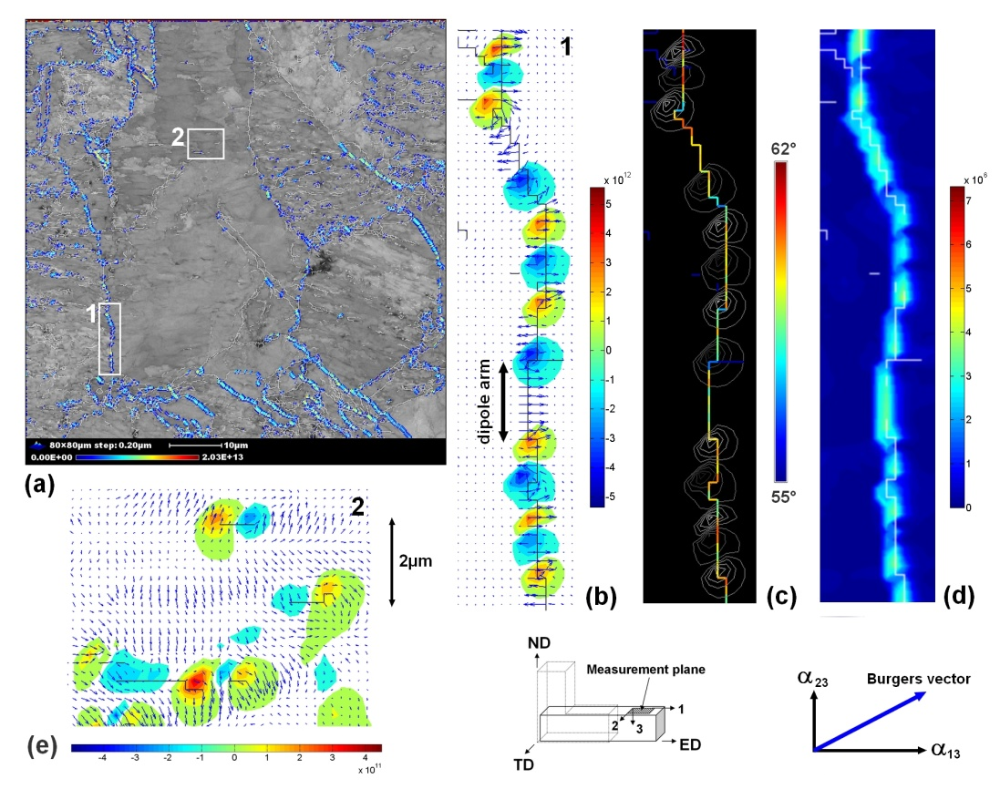 2
1
80×80µm step: 0.20µm
10µm
0.00E+00
2.03E+13
(a)
1
dipole arm
x 10¹²
5
4
3
2
1
0
-1
-2
-3
-4
-5
(b)
62°
55°
(c)
x 10⁶
7
6
5
4
3
2
1
0
(d)
2
2µm
(e)
-4
-3
-2
-1
0
1
2
3
4
x 10¹¹
ND
Measurement plane
1
2
3
ED
TD
α₂₃
Burgers vector
α₁₃